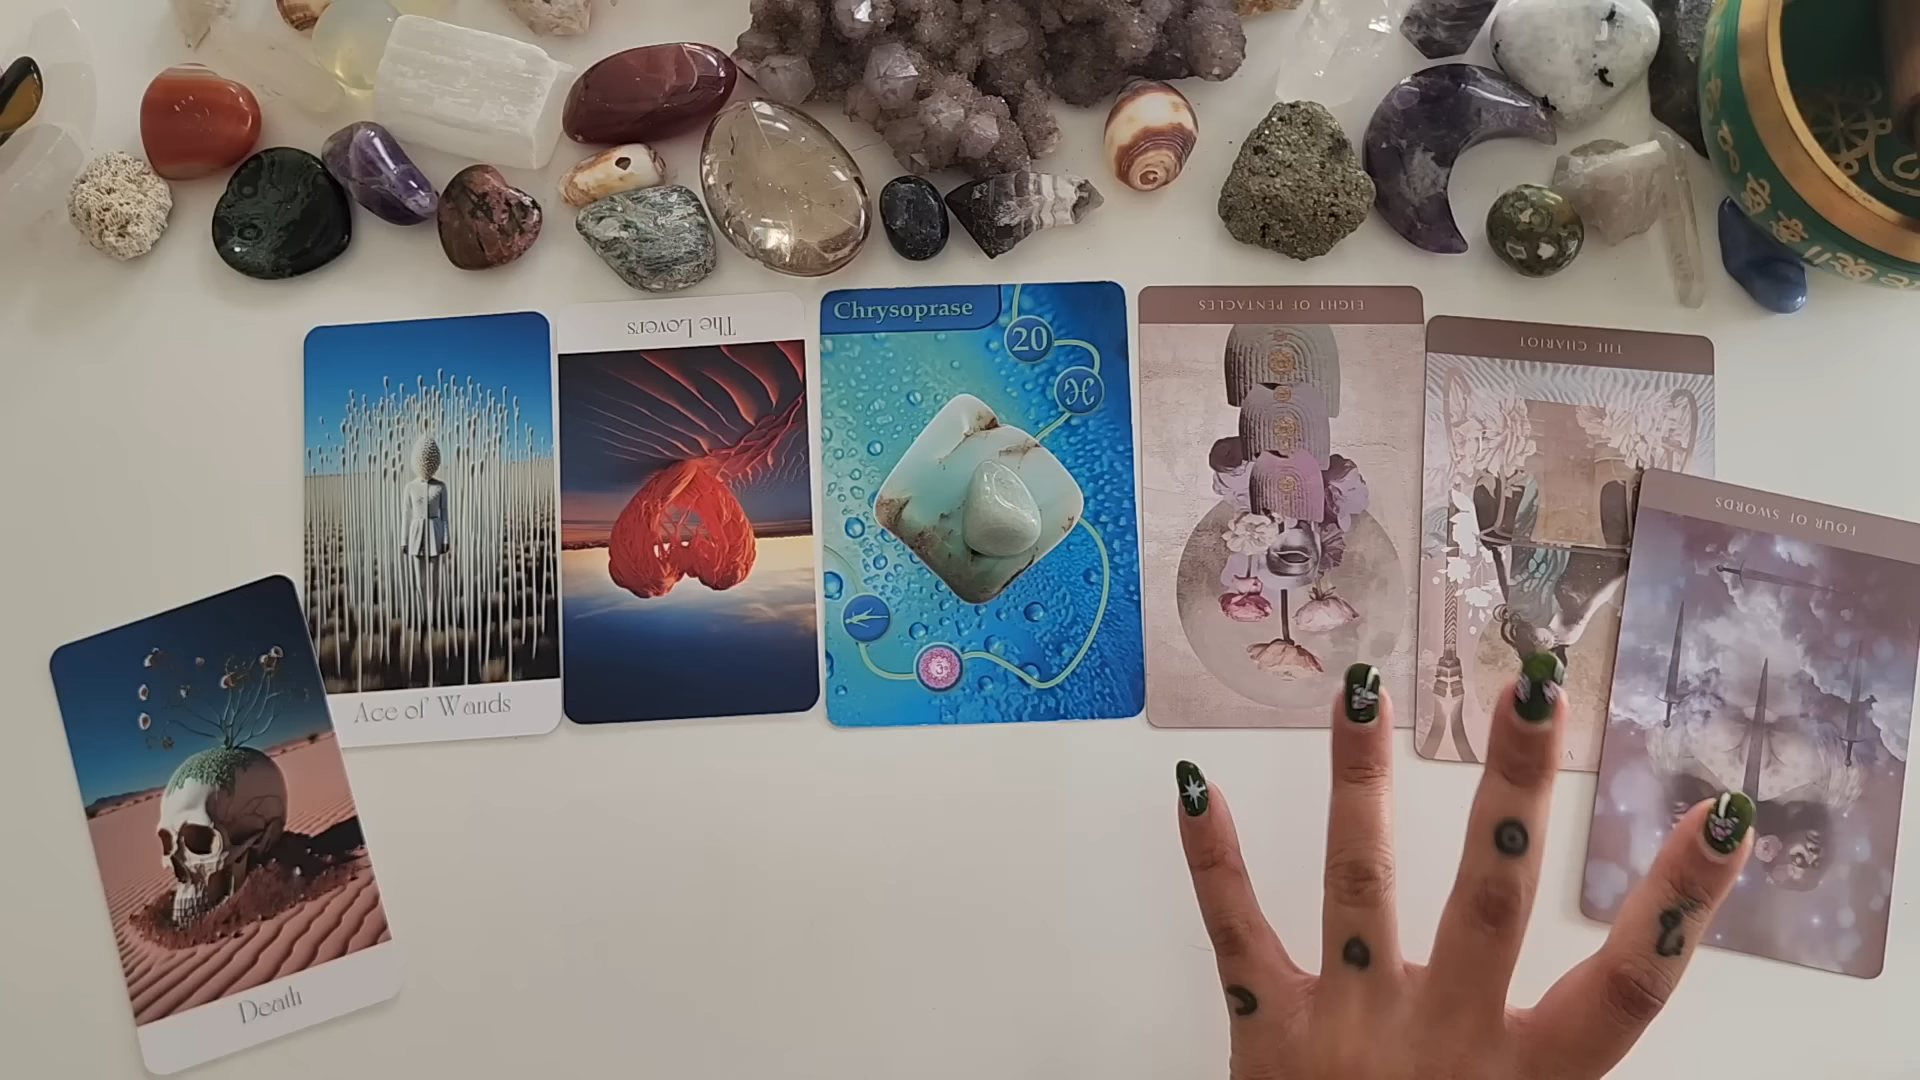 Chrysoprase
20
The Lovers
EIGHT OF PENTACLES
THE CHARIOT
FOUR OF SWORDS
Ace of Wands
Death